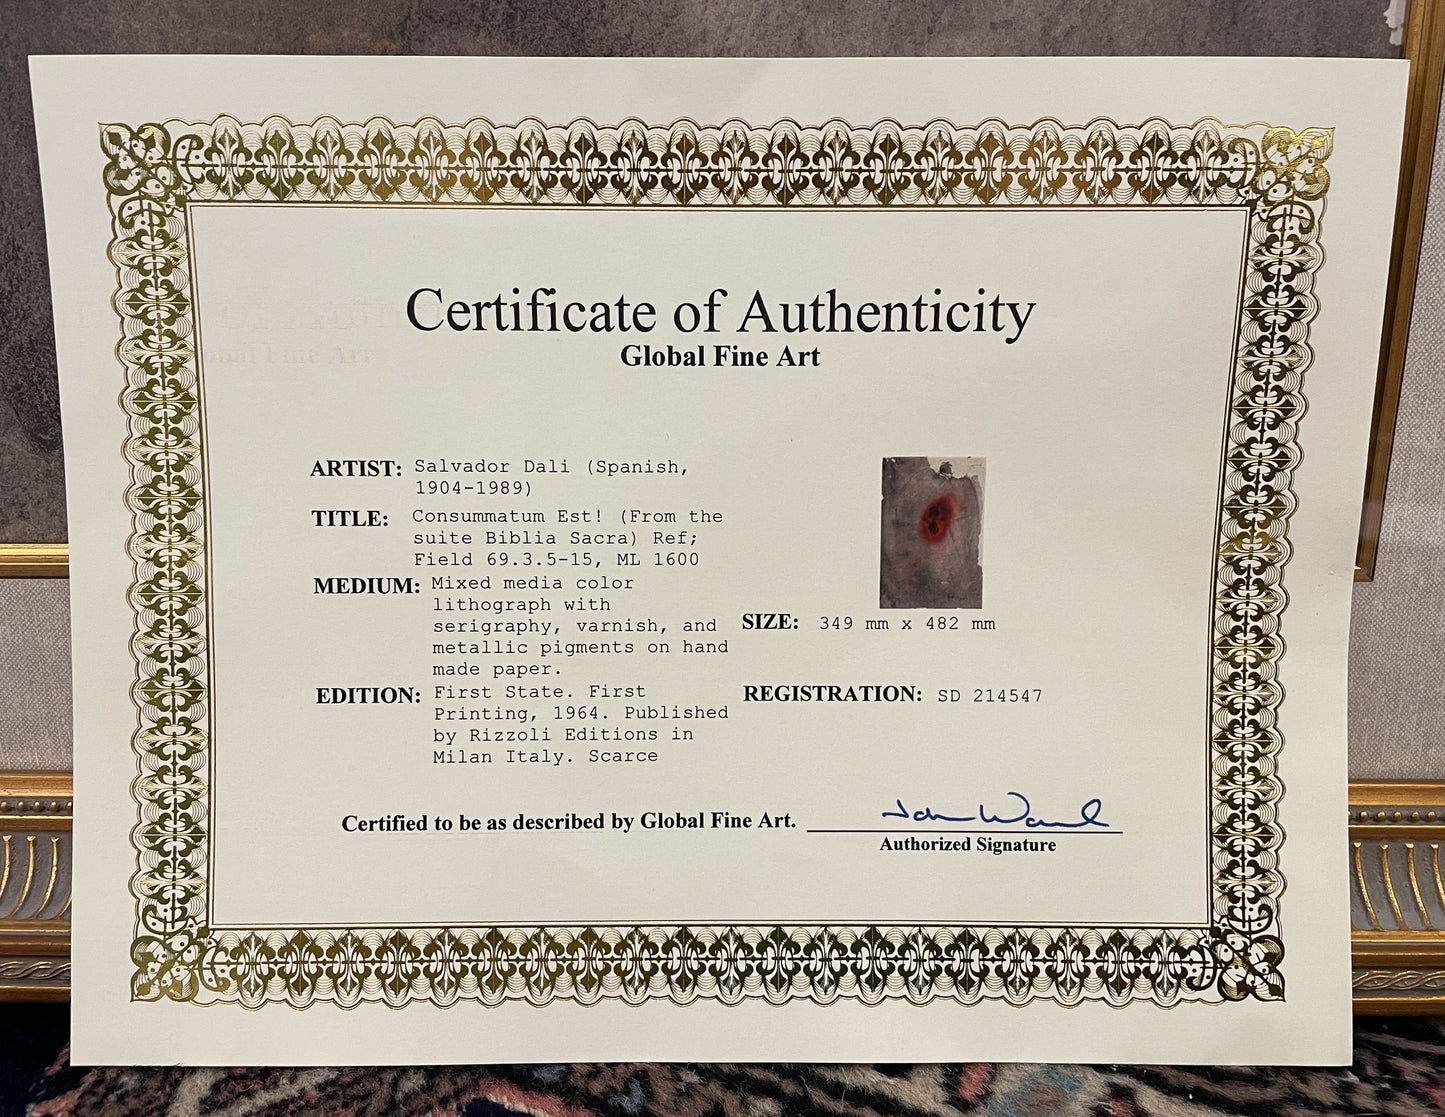 Certificate of Authenticity
Global Fine Art
ARTIST: Salvador Dali (Spanish,
1904-1989)
TITLE: Consummatum Est! (From the
suite Biblia Sacra) Ref;
Field 69.3.5-15, ML 1600
MEDIUM: Mixed media color
lithograph with
serigraphy, varnish, and
metallic pigments on hand
made paper.
SIZE: 349 mm x 482 mm
EDITION: First State. First
Printing, 1964. Published
by Rizzoli Editions in
Milan Italy. Scarce
REGISTRATION: SD 214547
Certified to be as described by Global Fine Art.
Authorized Signature